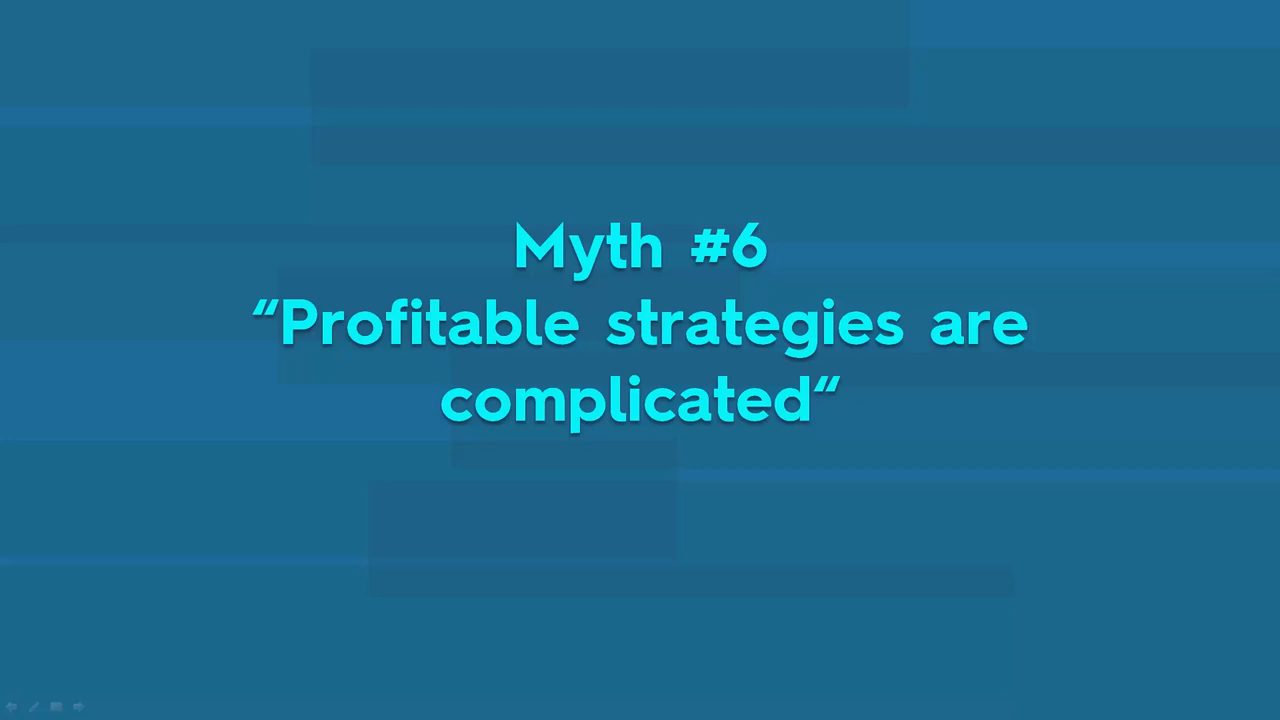 Myth #6
“Profitable strategies are
complicated“